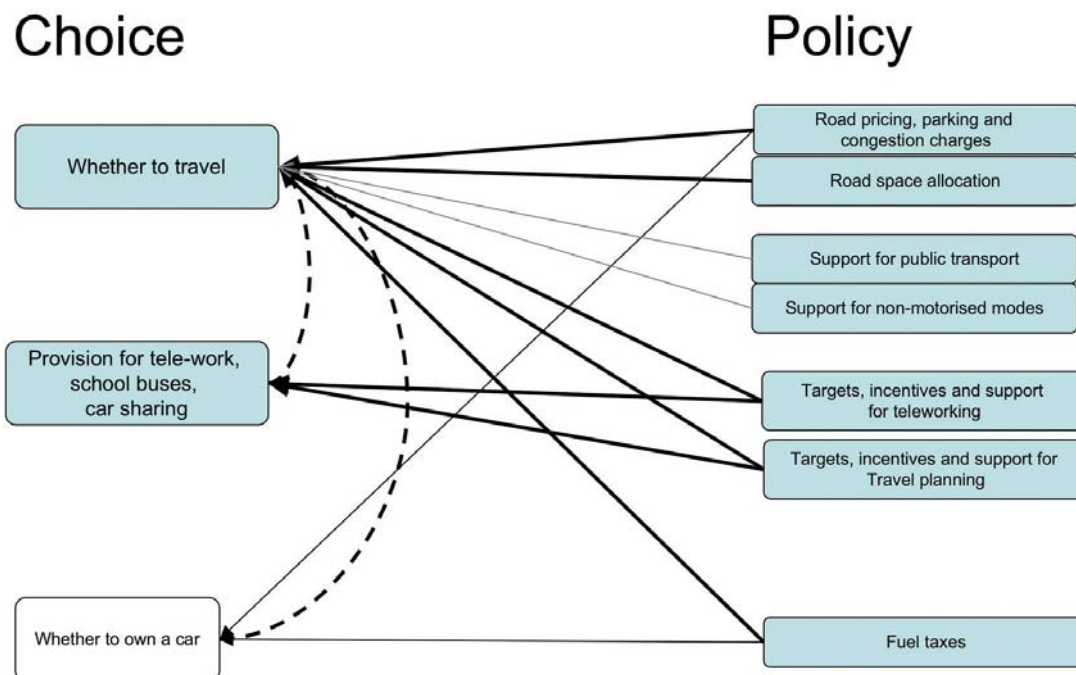 Choice
Policy
Whether to travel
Provision for tele-work,
school buses,
car sharing
Whether to own a car
Road pricing, parking and
congestion charges
Road space allocation
Support for public transport
Support for non-motorised modes
Targets, incentives and support
for teleworking
Targets, incentives and support for
Travel planning
Fuel taxes